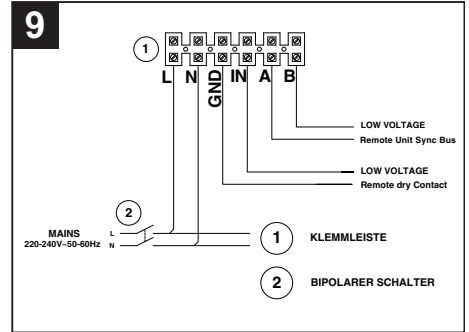 9
1
L N GND IN A B
LOW VOLTAGE
Remote Unit Sync Bus
LOW VOLTAGE
Remote dry Contact
2
MAINS
220-240V~50-60Hz
L
N
1 KLEMMLEISTE
2 BIPOLARER SCHALTER